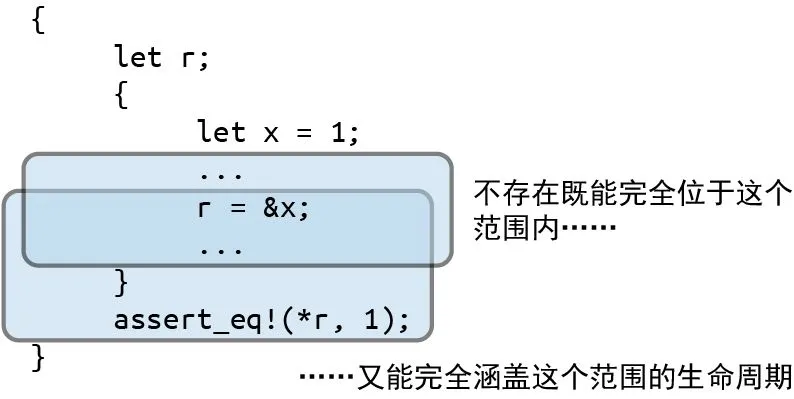 {
let r;
{
let x = 1;
...
r = &x;
...
}
assert_eq!(*r, 1);
}
不存在既能完全位于这个
范围内……
……又能完全涵盖这个范围的生命周期